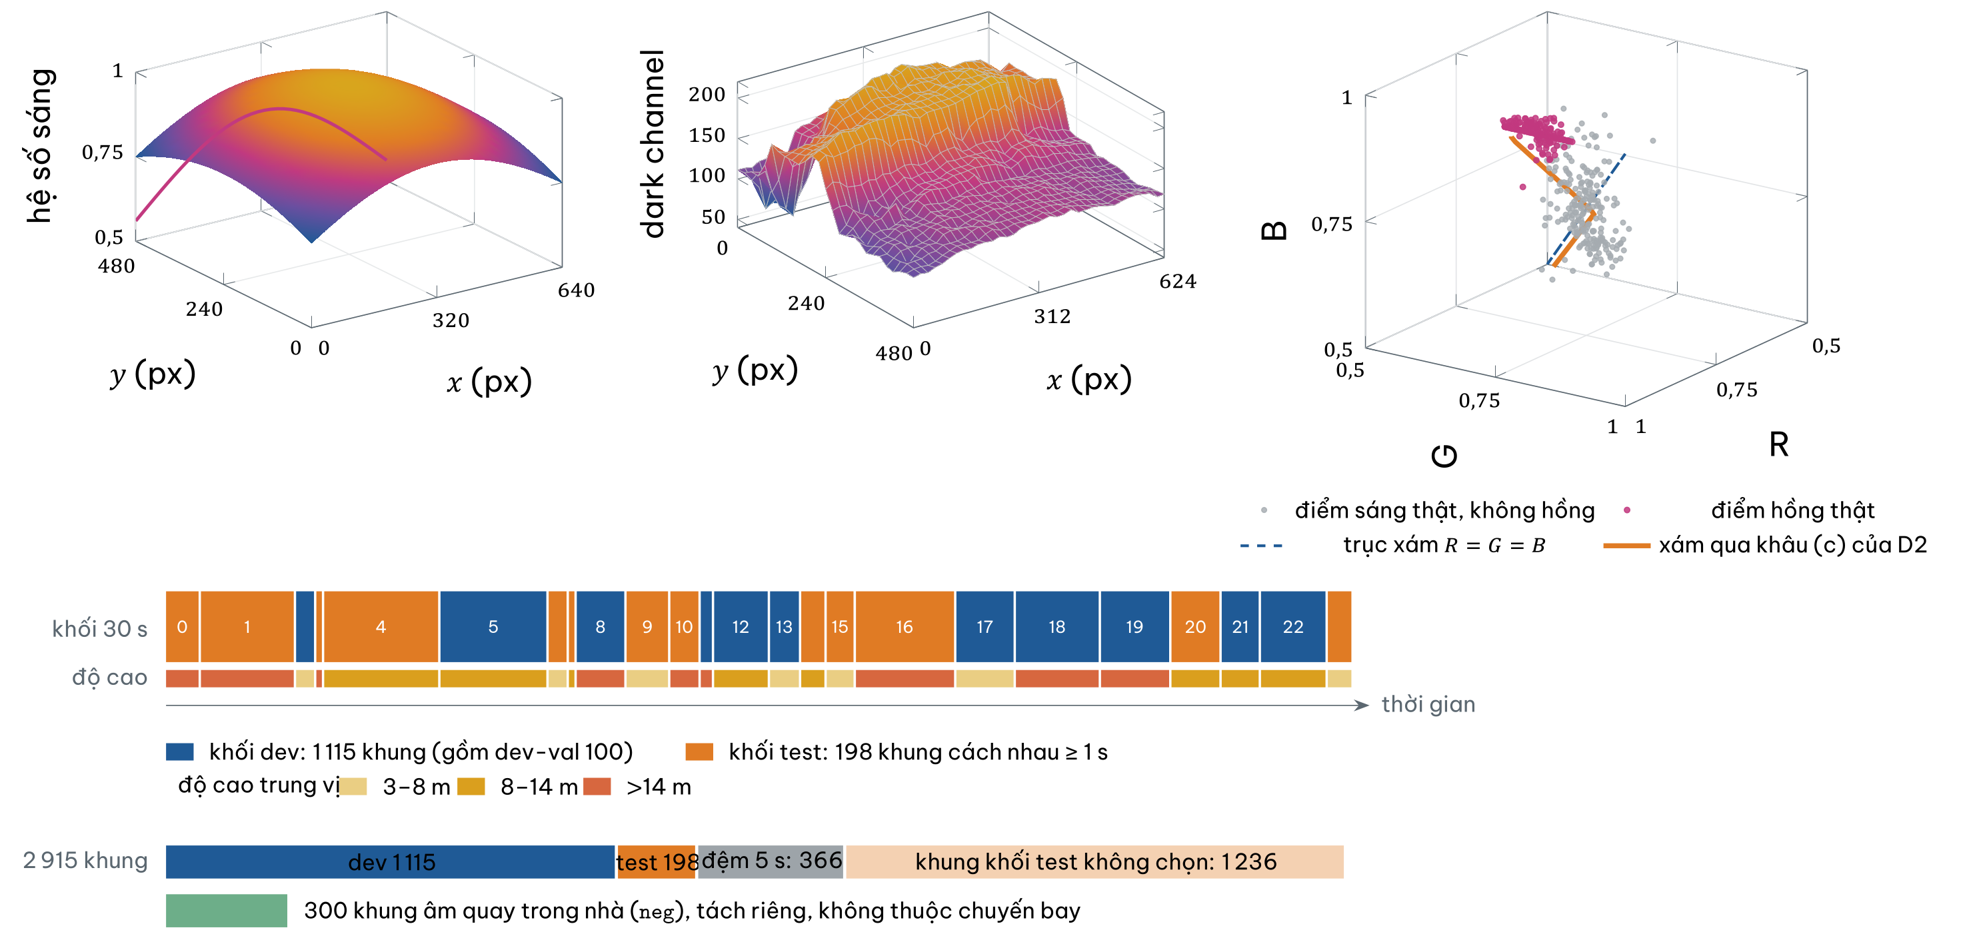 hệ số sáng
1
0,75
0,5
480
240
0 0
320
640
y (px)
x (px)
dark channel
200
150
100
50
0
240
480 0
312
624
y (px)
x (px)
B
1
0,75
0,5
0,5
0,75
1 1
0,75
0,5
G
R
điểm sáng thật, không hồng
điểm hồng thật
trục xám R = G = B
xám qua khâu (c) của D2
khối 30 s
0 1 4 5 8 9 10 12 13 15 16 17 18 19 20 21 22
độ cao
thời gian
khối dev: 1 115 khung (gồm dev-val 100)
khối test: 198 khung cách nhau ≥ 1 s
độ cao trung vị 3–8 m 8–14 m >14 m
2 915 khung
dev 1 115
test 198
đệm 5 s: 366
khung khối test không chọn: 1 236
300 khung âm quay trong nhà (neg), tách riêng, không thuộc chuyến bay